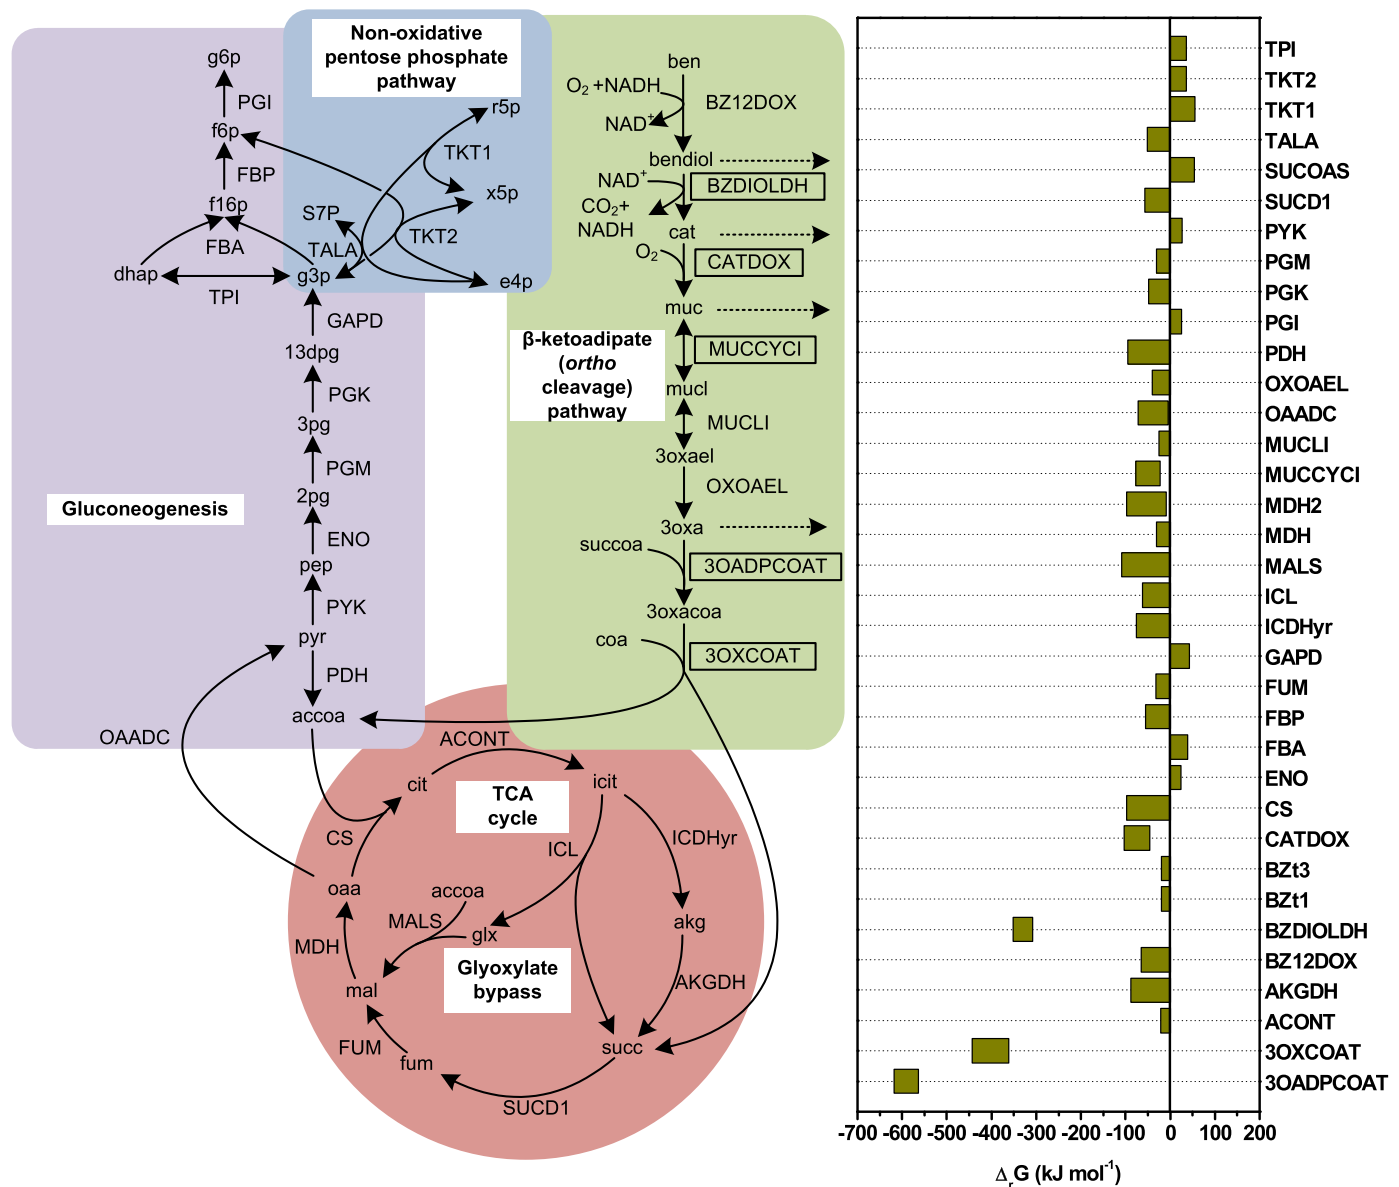 Non-oxidative
pentose phosphate
pathway
g6p
PGI
f6p
FBP
f16p
FBA
dhap
TPI
g3p
r5p
TKT1
x5p
S7P
TALA
TKT2
e4p
GAPD
13dpg
PGK
3pg
PGM
2pg
ENO
pep
PYK
pyr
PDH
accoa
OAADC
Gluconeogenesis
ben
O2 +NADH
BZ12DOX
NAD+
bendiol
NAD+
BZDIOLDH
CO2+
NADH
cat
O2
CATDOX
muc
β-ketoadipate
(ortho
cleavage)
pathway
MUCCYCI
mucl
MUCLI
3oxael
OXOAEL
3oxa
succoa
3OADPCOAT
3oxacoa
coa
3OXCOAT
ACONT
cit
icit
TCA
cycle
CS
ICL
ICDHyr
oaa
accoa
MALS
glx
akg
MDH
Glyoxylate
bypass
mal
AKGDH
FUM
fum
succ
SUCD1
TPI
TKT2
TKT1
TALA
SUCOAS
SUCD1
PYK
PGM
PGK
PGI
PDH
OXOAEL
OAADC
MUCLI
MUCCYCI
MDH2
MDH
MALS
ICL
ICDHyr
GAPD
FUM
FBP
FBA
ENO
CS
CATDOX
BZt3
BZt1
BZDIOLDH
BZ12DOX
AKGDH
ACONT
3OXCOAT
3OADPCOAT
-700 -600 -500 -400 -300 -200 -100 0 100 200
ΔrG (kJ mol-1)